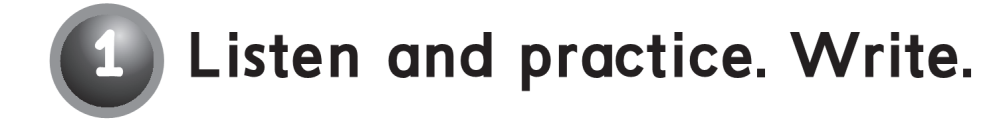 1 Listen and practice. Write.